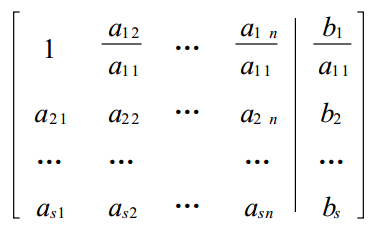 1 a₁₂/a₁₁ ... a₁ₙ/a₁₁ | b₁/a₁₁
a₂₁ a₂₂ ... a₂ₙ | b₂
... ... ... | ...
aₛ₁ aₛ₂ ... aₛₙ | bₛ